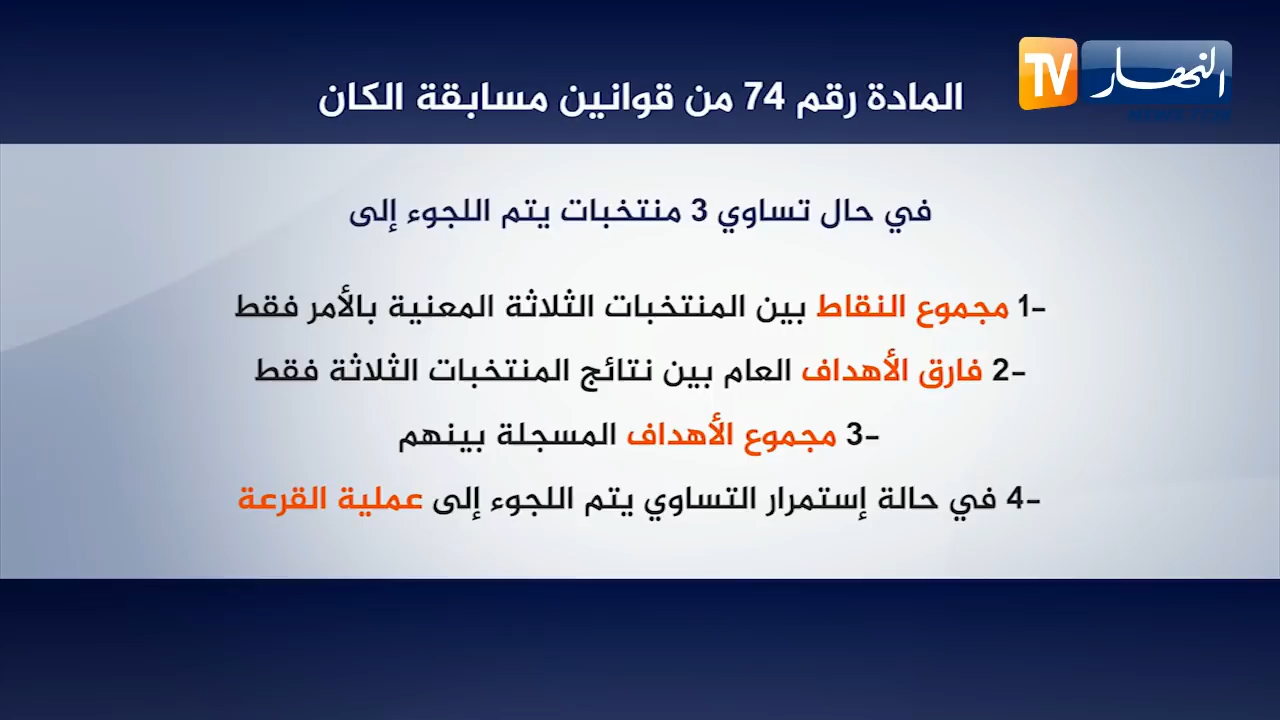 النهار TV
المادة رقم 74 من قوانين مسابقة الكان
في حال تساوي 3 منتخبات يتم اللجوء إلى
1- مجموع النقاط بين المنتخبات الثلاثة المعنية بالأمر فقط
2- فارق الأهداف العام بين نتائج المنتخبات الثلاثة فقط
3- مجموع الأهداف المسجلة بينهم
4- في حالة إستمرار التساوي يتم اللجوء إلى عملية القرعة